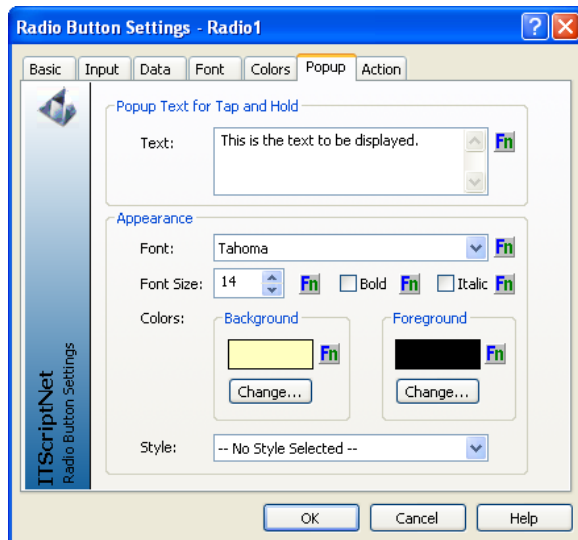 Radio Button Settings - Radio1
Basic Input Data Font Colors Popup Action
Popup Text for Tap and Hold
Text: This is the text to be displayed. Fn
Appearance
Font: Tahoma Fn
Font Size: 14 Fn Bold Fn Italic Fn
Colors: Background Foreground
Fn Fn
Change... Change...
Style: -- No Style Selected --
ITScriptNet
Radio Button Settings
OK Cancel Help